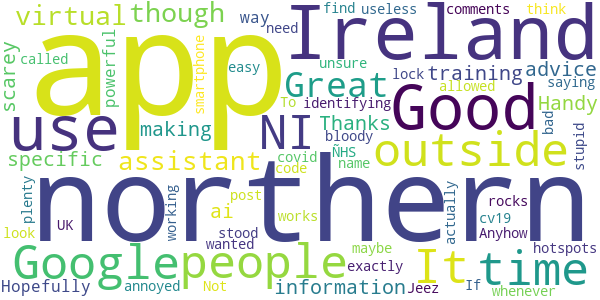 app
northern
Ireland
Good
use
NI
outside
Google
people
It
time
virtual
though
Great
training
advice
assistant
making
specific
powerful
scarey
called
smartphone
easy
way
need
find
useless
comments
think
To
unsure
lock
saying
identifying
allowed
Handy
Thanks
bloody
bad
stupid
covid
ÑHS
code
name
ai
post
works
plenty
UK
working
stood
wanted
look
Hopefully
annoyed
Not
information
maybe
exactly
Jeez
actually
If
cv19
rocks
Anyhow
hotspots
whenever